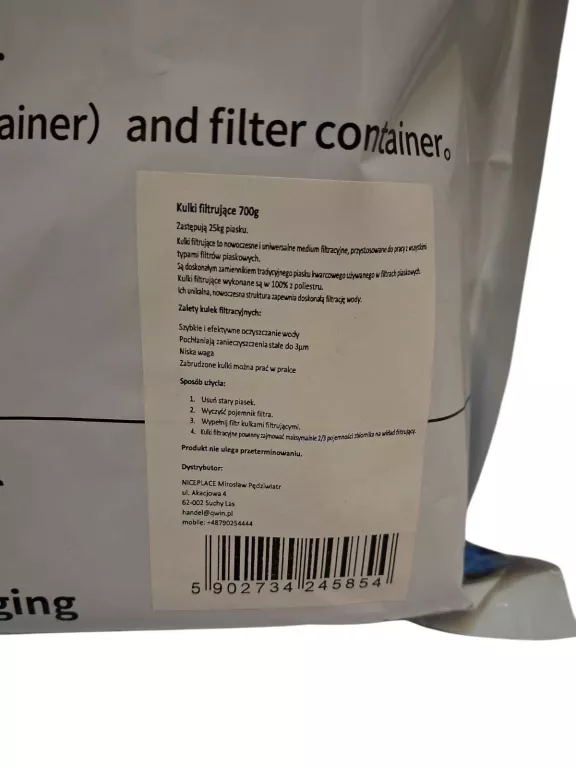 ainer） and filter container。
Kulki filtrujące 700g
Zastępują 25kg piasku.
Kulki filtrujące to nowoczesne i uniwersalne medium filtracyjne, przystosowane do pracy z wszystkimi
typami filtrów piaskowych.
Są doskonałym zamiennikiem tradycyjnego piasku kwarcowego używanego w filtrach piaskowych.
Kulki filtrujące wykonane są w 100% z poliestru.
Ich unikalna, nowoczesna struktura zapewnia doskonałą filtrację wody.
Zalety kulek filtracyjnych:
Szybkie i efektywne oczyszczanie wody
Pochłaniają zanieczyszczenia stałe do 3µm
Niska waga
Zabrudzone kulki można prać w pralce
Sposób użycia:
1. Usuń stary piasek.
2. Wyczyść pojemnik filtra.
3. Wypełnij filtr kulkami filtrującymi.
4. Kulki filtracyjne powinny zajmować maksymalnie 2/3 pojemności zbiornika na wkład filtrujący.
Produkt nie ulega przeterminowaniu.
Dystrybutor:
NICEPLACE Mirosław Pędziwiatr
ul. Akacjowa 4
62-002 Suchy Las
handel@qwin.pl
mobile: +48790254444
5 902734 245854
ging